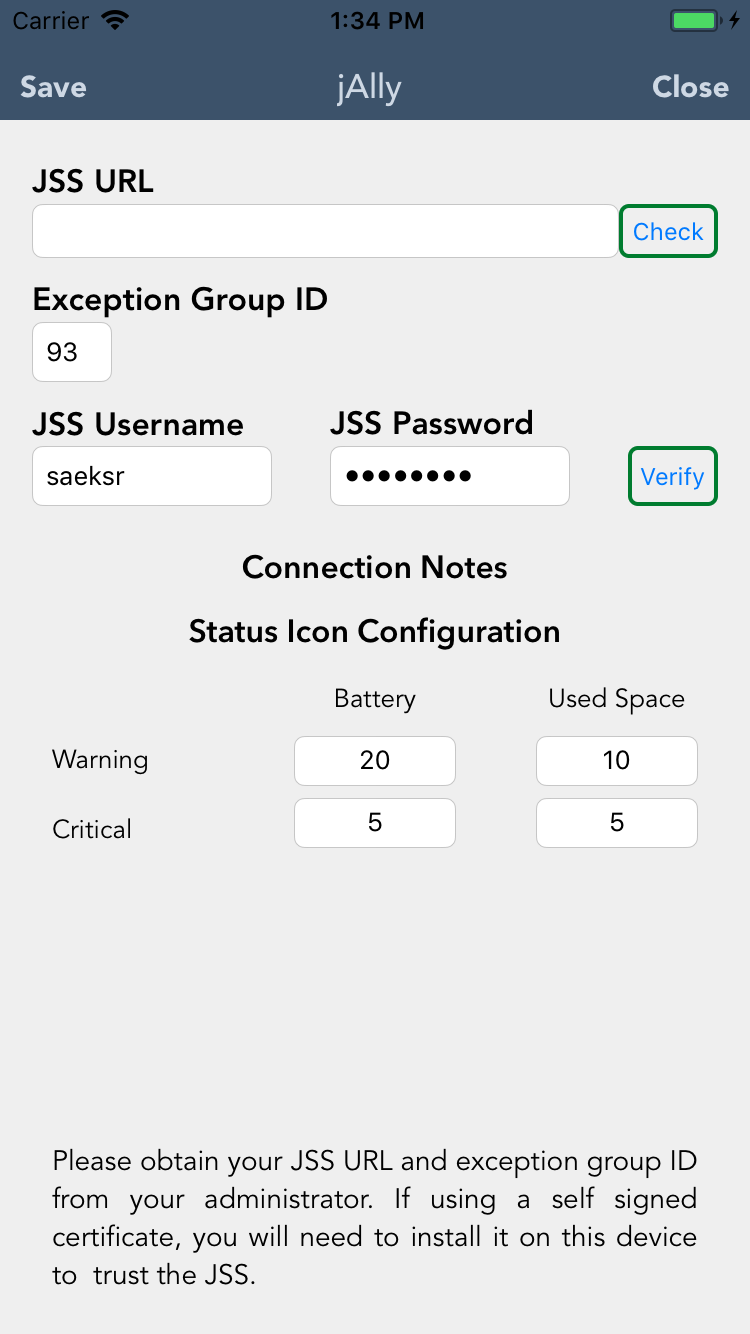 Carrier 1:34 PM
Save jAlly Close
JSS URL
Check
Exception Group ID
93
JSS Username JSS Password
saeksr •••••••• Verify
Connection Notes
Status Icon Configuration
Battery Used Space
Warning 20 10
Critical 5 5
Please obtain your JSS URL and exception group ID
from your administrator. If using a self signed
certificate, you will need to install it on this device
to trust the JSS.